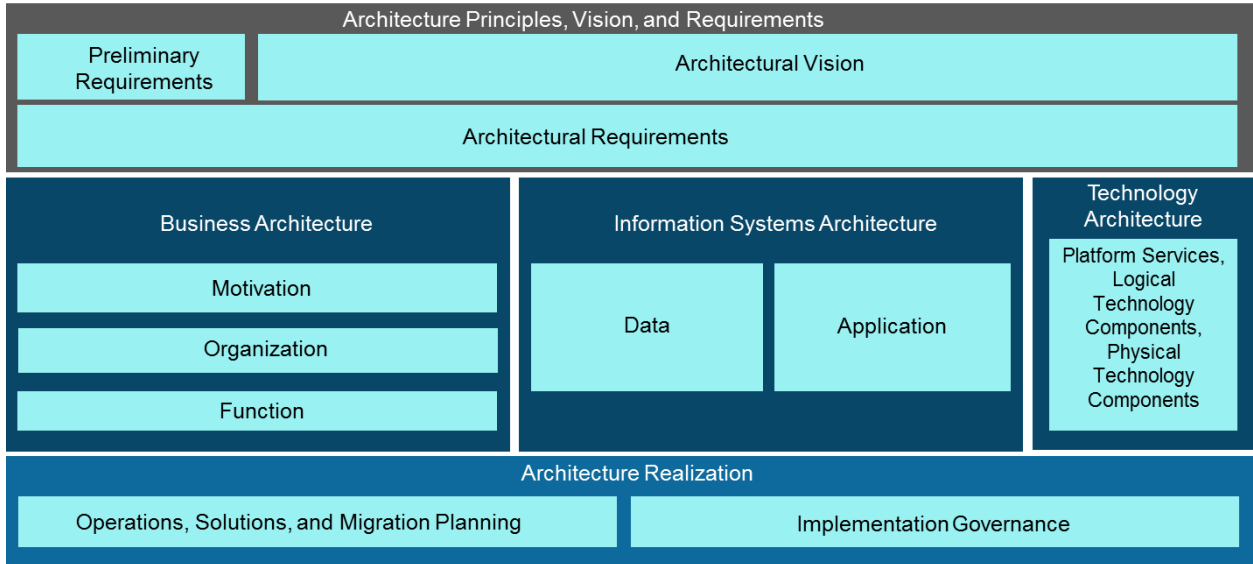 Architecture Principles, Vision, and Requirements
Preliminary
Requirements
Architectural Vision
Architectural Requirements
Business Architecture
Motivation
Organization
Function
Information Systems Architecture
Data
Application
Technology
Architecture
Platform Services,
Logical
Technology
Components,
Physical
Technology
Components
Architecture Realization
Operations, Solutions, and Migration Planning
Implementation Governance